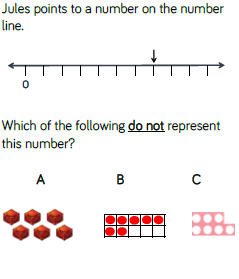 Jules points to a number on the number
line.
0
Which of the following do not represent
this number?
A B C